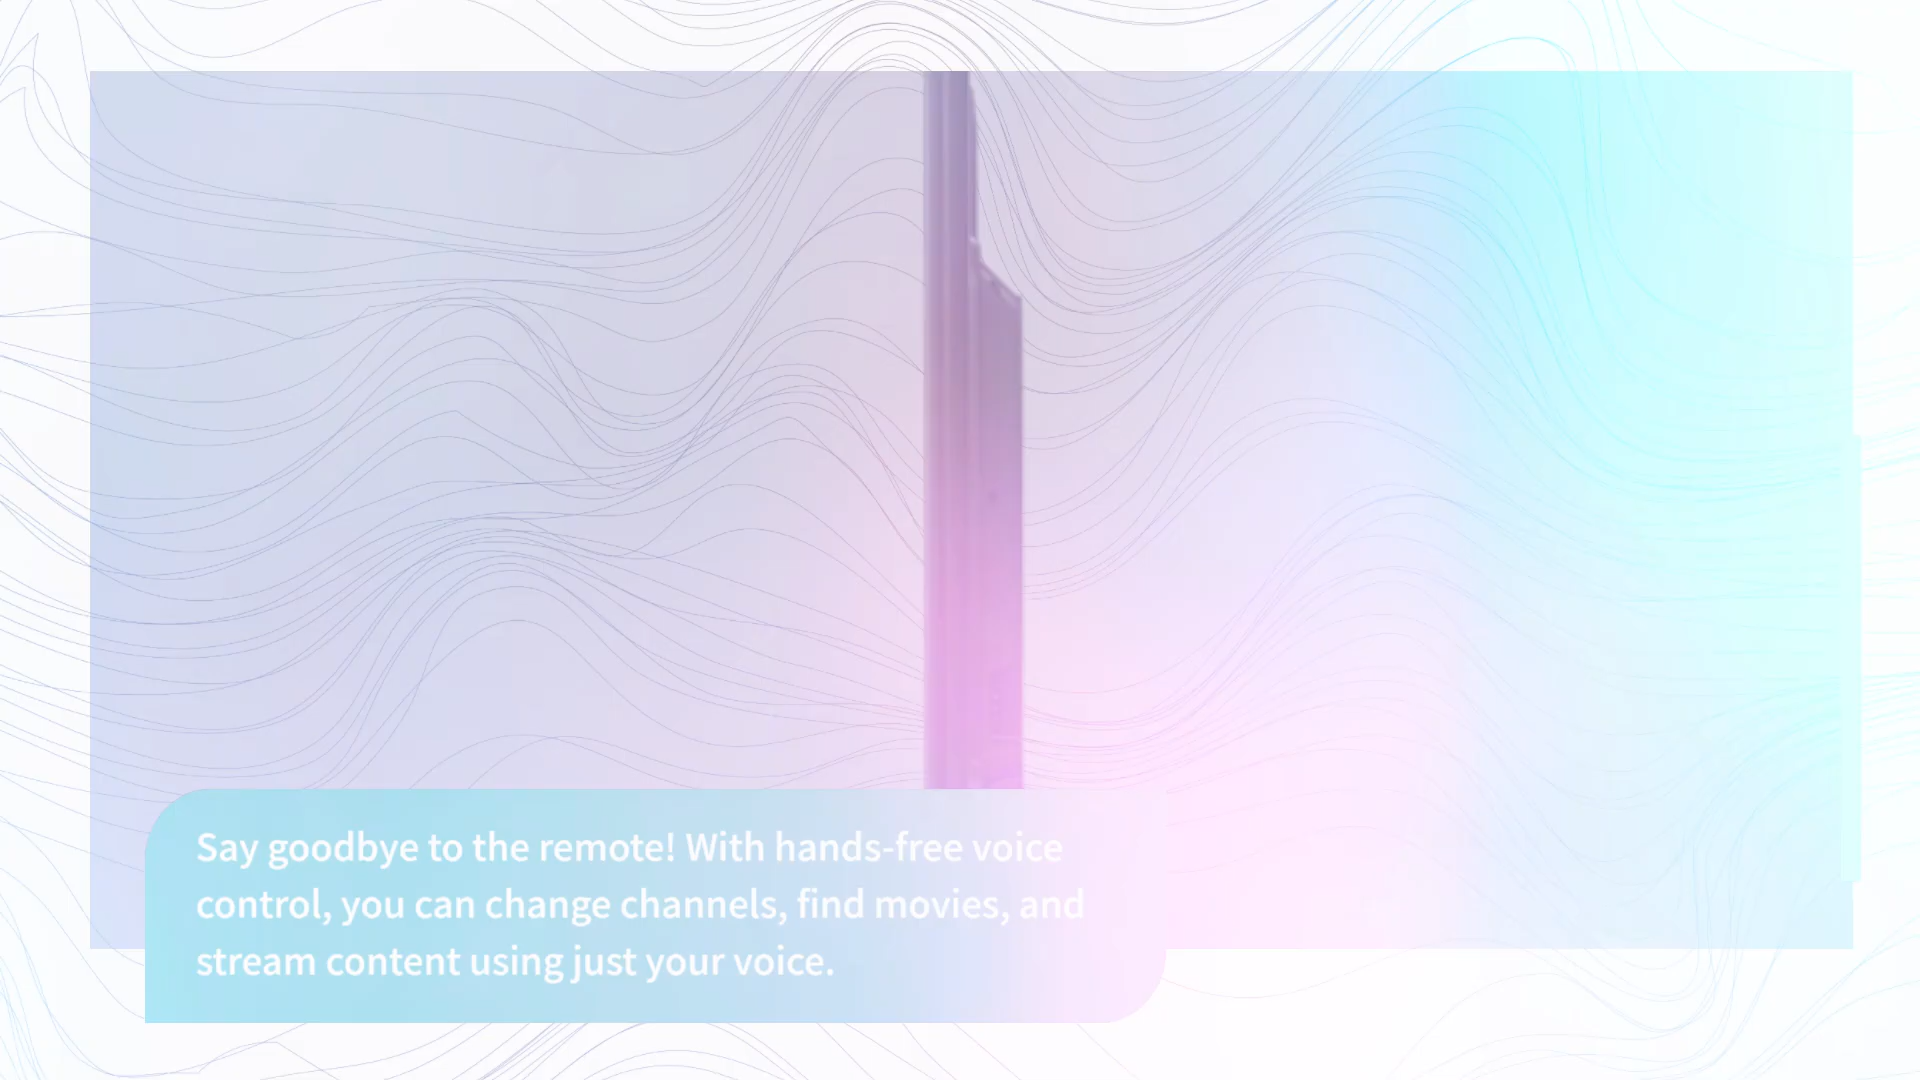 Say goodbye to the remote! With hands-free voice
control, you can change channels, find movies, and
stream content using just your voice.